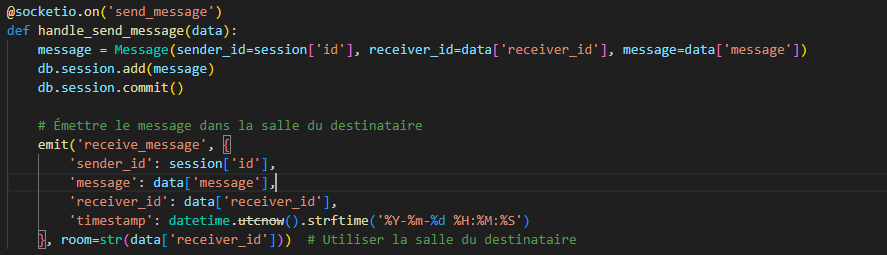 @socketio.on('send_message')
def handle_send_message(data):
    message = Message(sender_id=session['id'], receiver_id=data['receiver_id'], message=data['message'])
    db.session.add(message)
    db.session.commit()

    # Émettre le message dans la salle du destinataire
    emit('receive_message', {
        'sender_id': session['id'],
        'message': data['message'],
        'receiver_id': data['receiver_id'],
        'timestamp': datetime.utcnow().strftime('%Y-%m-%d %H:%M:%S')
    }, room=str(data['receiver_id']))  # Utiliser la salle du destinataire